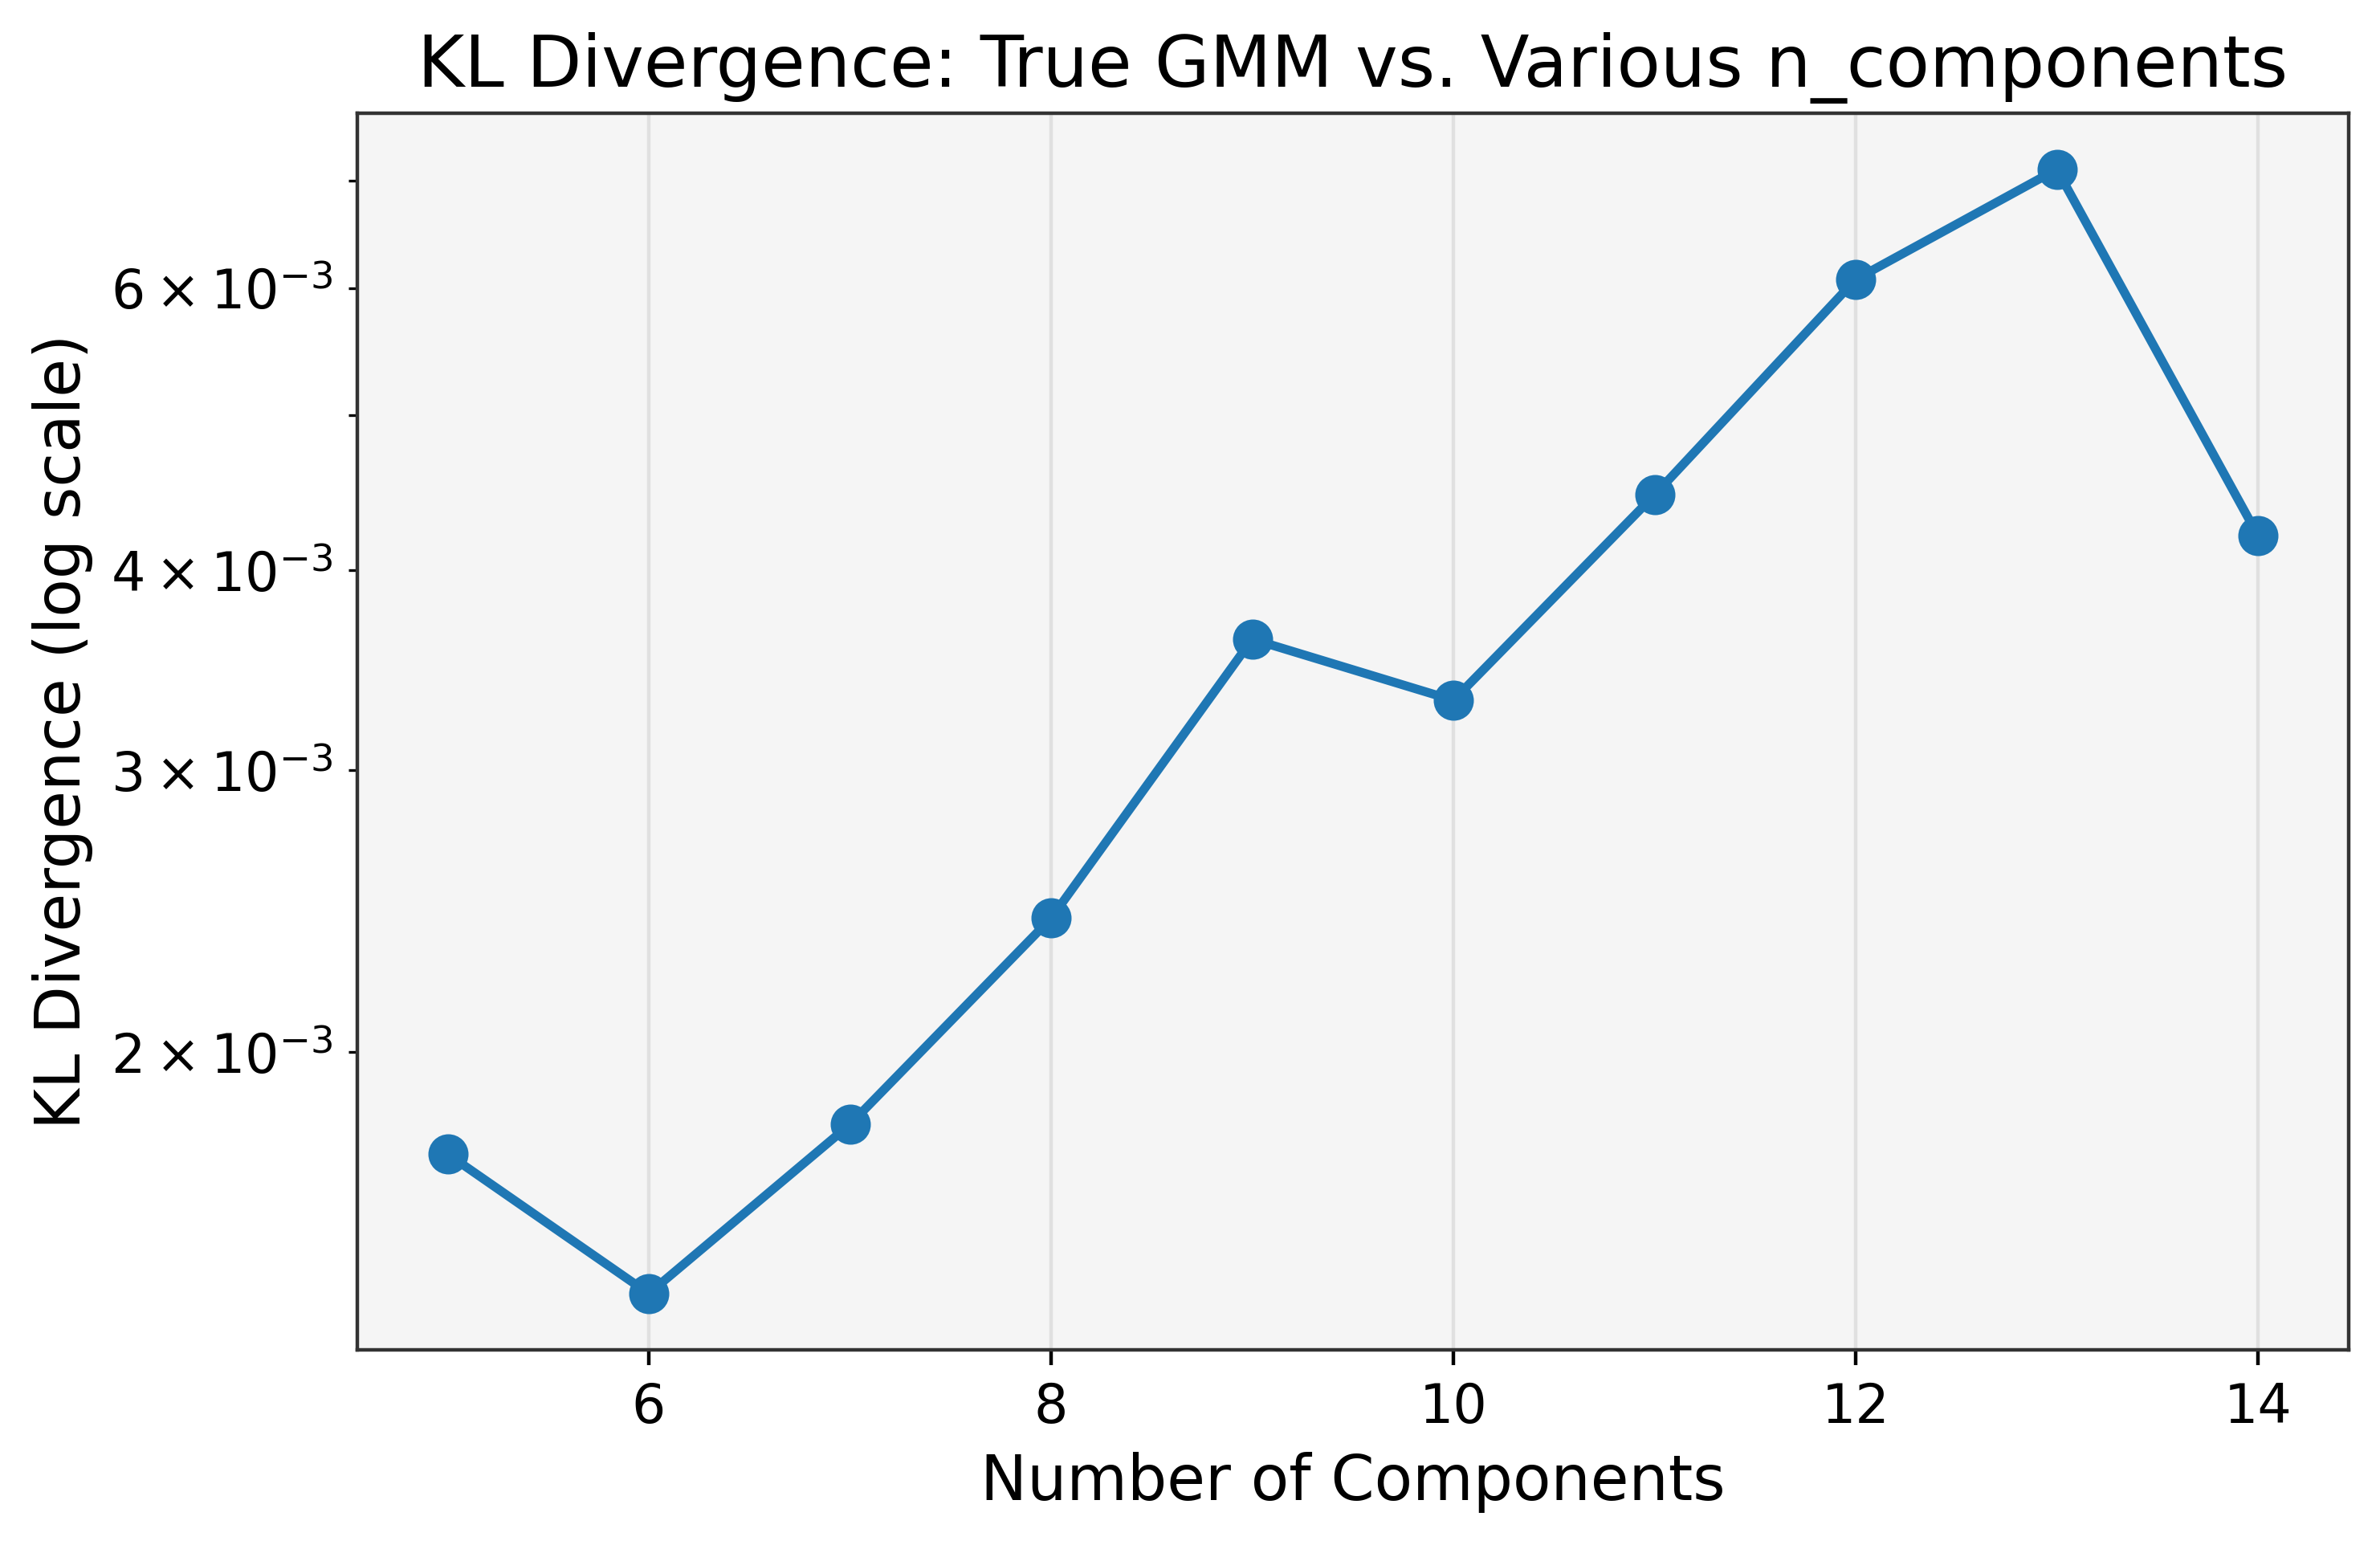 KL Divergence: True GMM vs. Various n_components
KL Divergence (log scale)
6 × 10⁻³
4 × 10⁻³
3 × 10⁻³
2 × 10⁻³
6 8 10 12 14
Number of Components